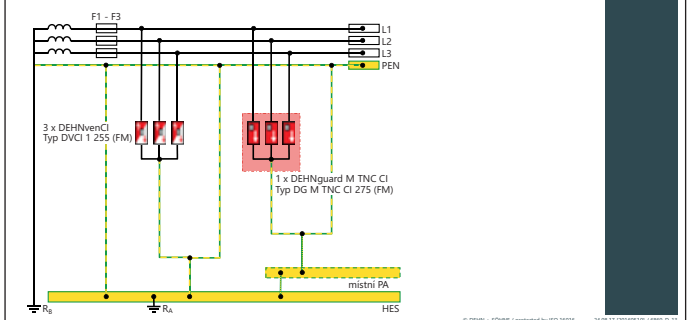 F1 - F3
L1
L2
L3
PEN
3 x DEHNvenCI
Typ DVCI 1 255 (FM)
1 x DEHNguard M TNC CI
Typ DG M TNC CI 275 (FM)
místní PA
RB
RA
HES